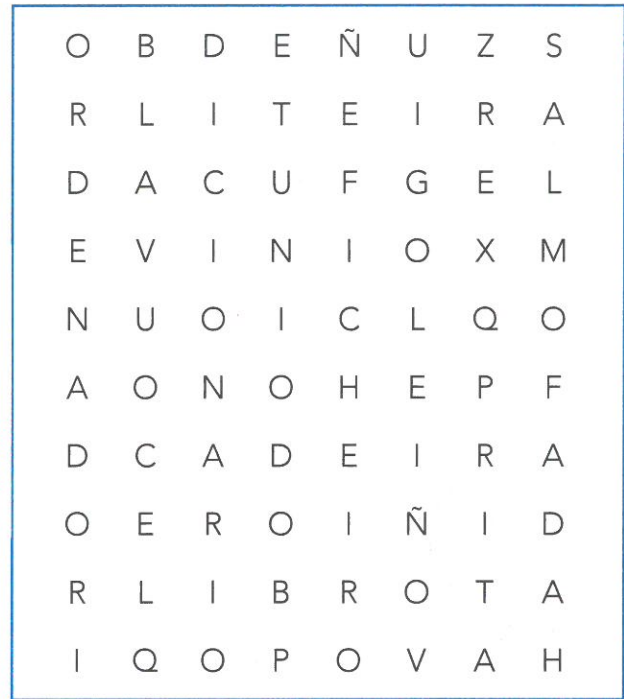 O B D E Ñ U Z S
R L I T E I R A
D A C U F G E L
E V I N I O X M
N U O I C L Q O
A O N O H E P F
D C A D E I R A
O E R O I Ñ I D
R L I B R O T A
I Q O P O V A H